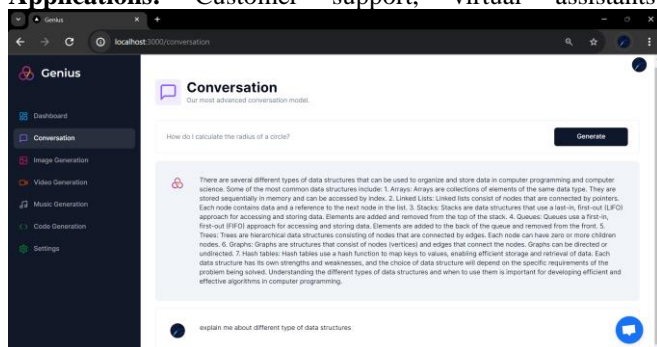 Applications: Customer support, virtual assistants
Genius
localhost:3000/conversation
Genius
Dashboard
Conversation
Image Generation
Video Generation
Music Generation
Code Generation
Settings
Conversation
Our most advanced conversation model.
How do I calculate the radius of a circle?
Generate
There are several different types of data structures that can be used to organize and store data in computer programming and computer
science. Some of the most common data structures include: 1. Arrays: Arrays are collections of elements of the same data type. They are
stored sequentially in memory and can be accessed by index. 2. Linked Lists: Linked lists consist of nodes that are connected by pointers.
Each node contains data and a reference to the next node in the list. 3. Stacks: Stacks are data structures that use a last-in, first-out (LIFO)
approach for accessing and storing data. Elements are added and removed from the top of the stack. 4. Queues: Queues use a first-in,
first-out (FIFO) approach for accessing and storing data. Elements are added to the back of the queue and removed from the front. 5.
Trees: Trees are hierarchical data structures consisting of nodes that are connected by edges. Each node can have zero or more children
nodes. 6. Graphs: Graphs are structures that consist of nodes (vertices) and edges that connect the nodes. Graphs can be directed or
undirected. 7. Hash tables: Hash tables use a hash function to map keys to values, enabling efficient storage and retrieval of data. Each
data structure has its own strengths and weaknesses, and the choice of data structure will depend on the specific requirements of the
problem being solved. Understanding the different types of data structures and when to use them is important for developing efficient and
effective algorithms in computer programming.
explain me about different type of data structures